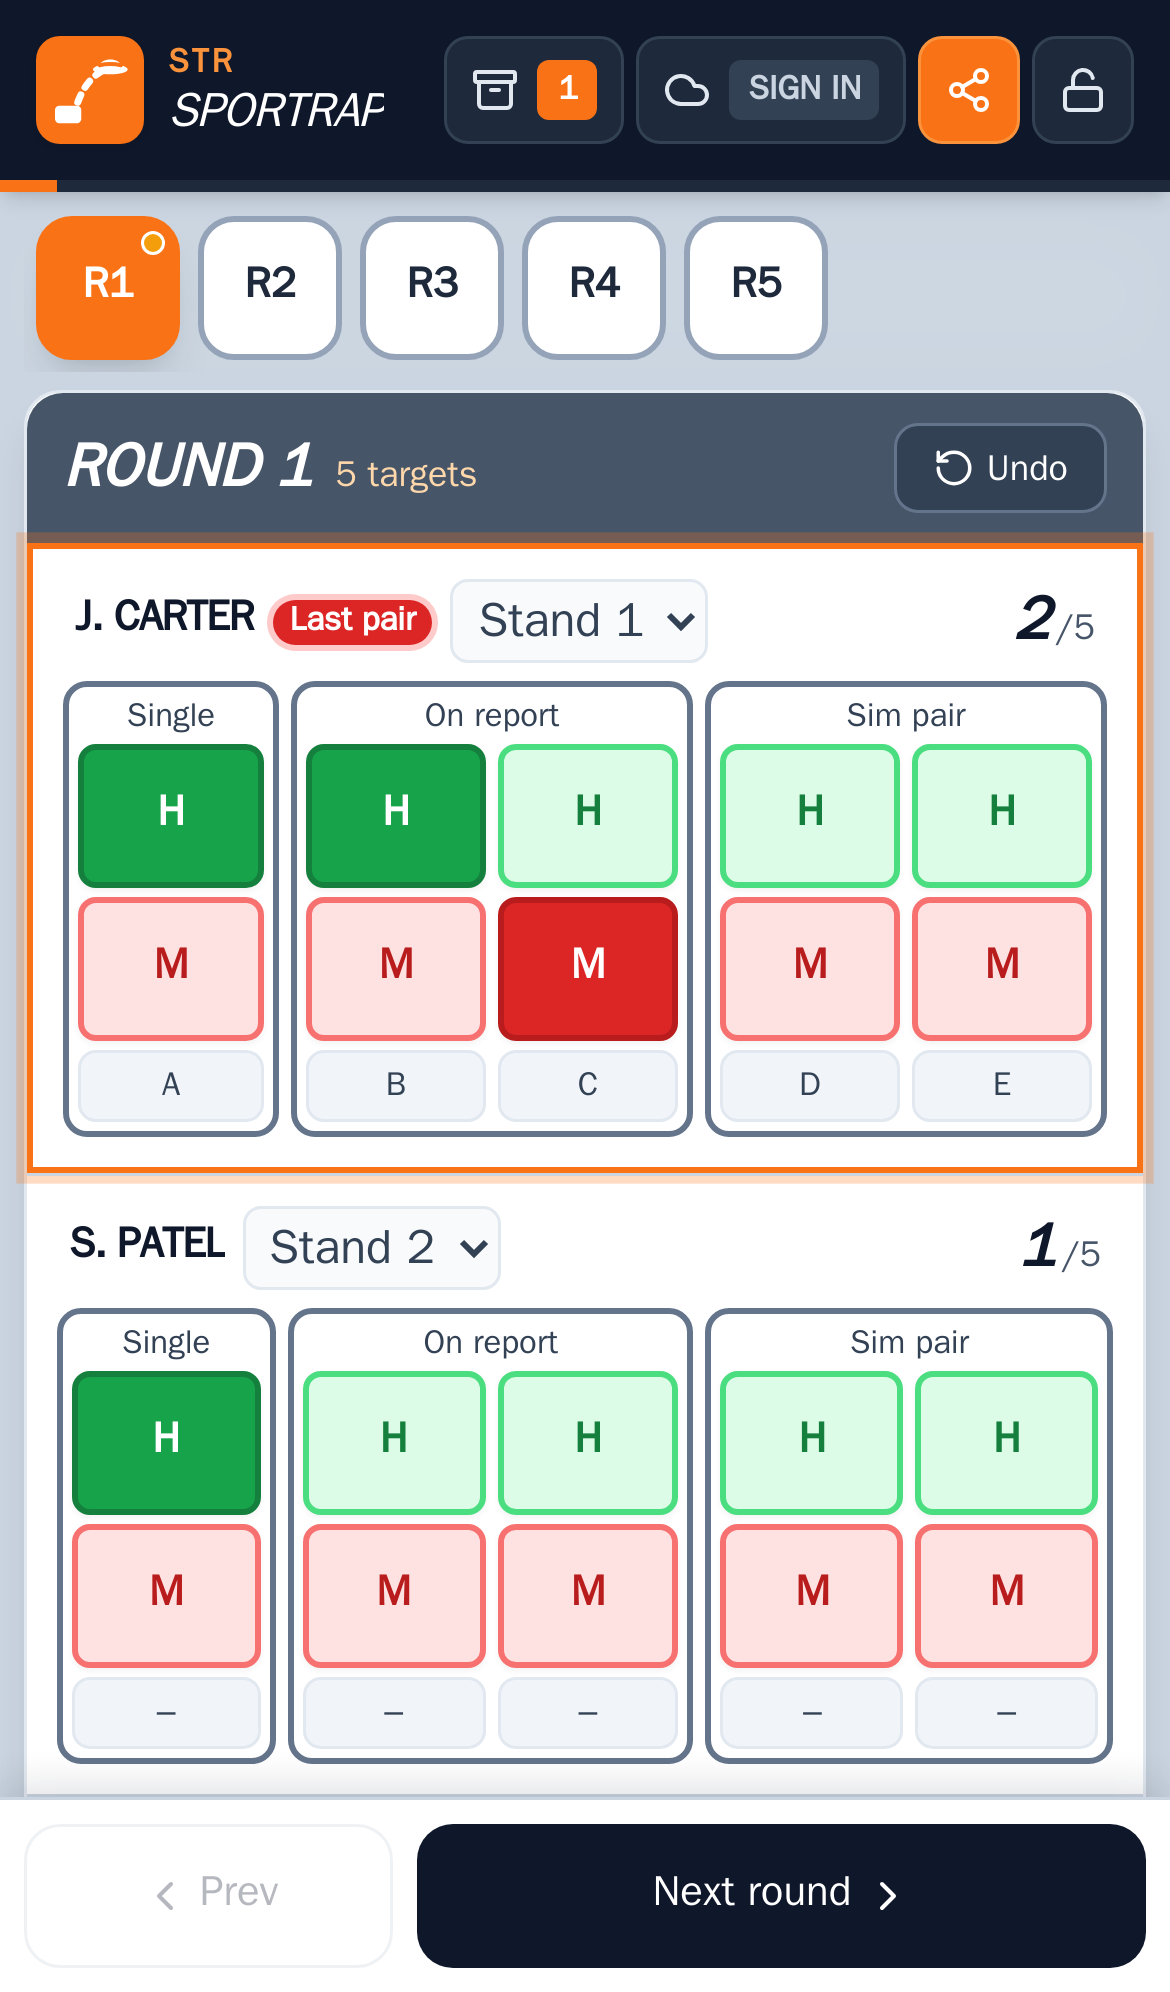 STR
SPORTRAP
1
SIGN IN
R1 R2 R3 R4 R5
ROUND 1 5 targets
Undo
J. CARTER Last pair Stand 1 2/5
Single On report Sim pair
H H H H H
M M M M M
A B C D E
S. PATEL Stand 2 1/5
Single On report Sim pair
H H H H H
M M M M M
– – – – –
Prev Next round